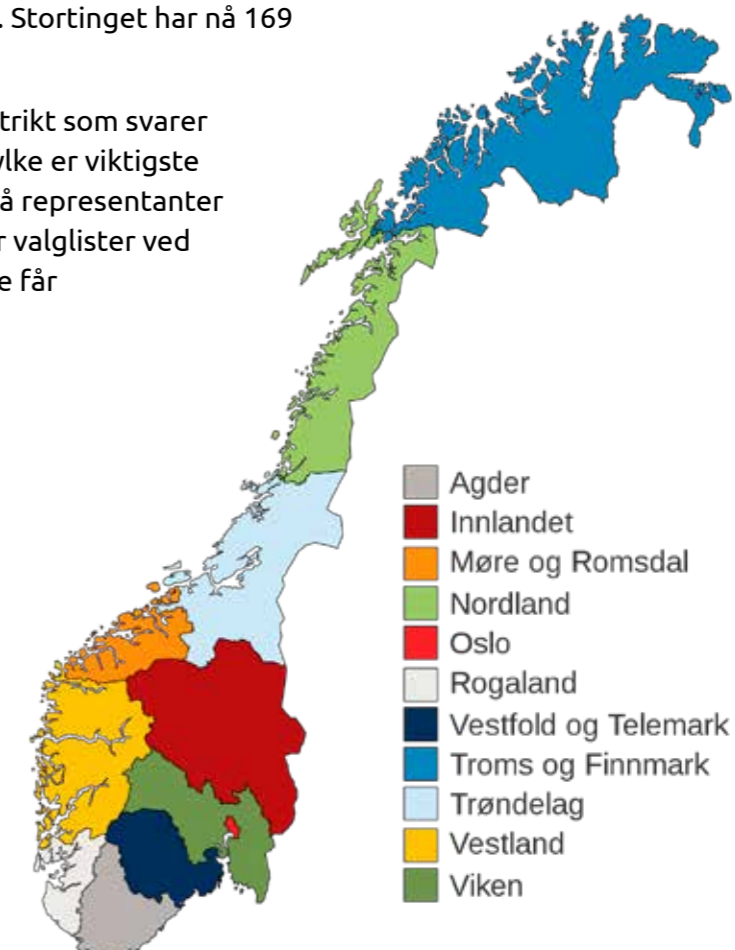 . Stortinget har nå 169
trikt som svarer
ylke er viktigste
å representanter
r valglister ved
e får
Agder
Innlandet
Møre og Romsdal
Nordland
Oslo
Rogaland
Vestfold og Telemark
Troms og Finnmark
Trøndelag
Vestland
Viken